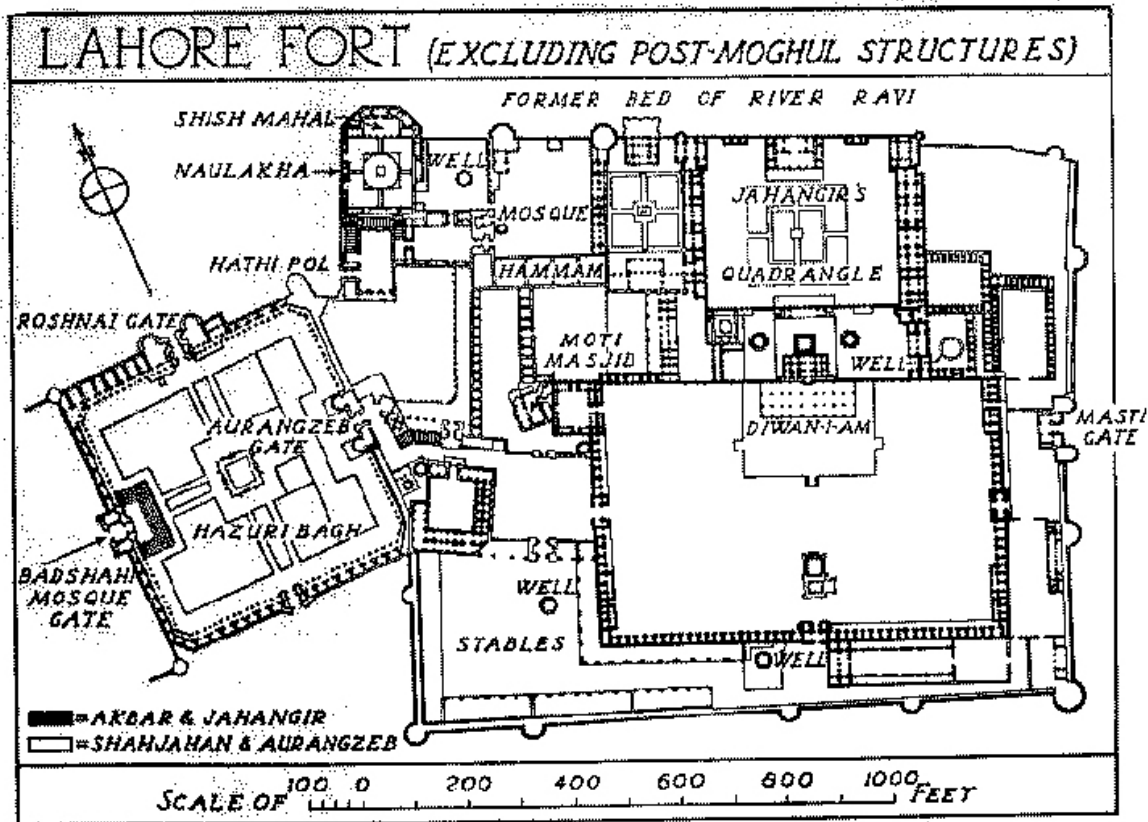 LAHORE FORT (EXCLUDING POST-MOGHUL STRUCTURES)
FORMER BED OF RIVER RAVI
SHISH MAHAL
NAULAKHA
WELL
MOSQUE
JAHANGIR'S
QUADRANGLE
HATHI POL
HAMMAM
ROSHNAI GATE
MOTI
MASJID
WELL
AURANGZEB
GATE
DIWAN-I-AM
MASTI
GATE
HAZURI BAGH
BADSHAHI
MOSQUE
GATE
WELL
STABLES
WELL
=AKBAR & JAHANGIR
=SHAHJAHAN & AURANGZEB
SCALE OF 100 0 200 400 600 800 1000 FEET